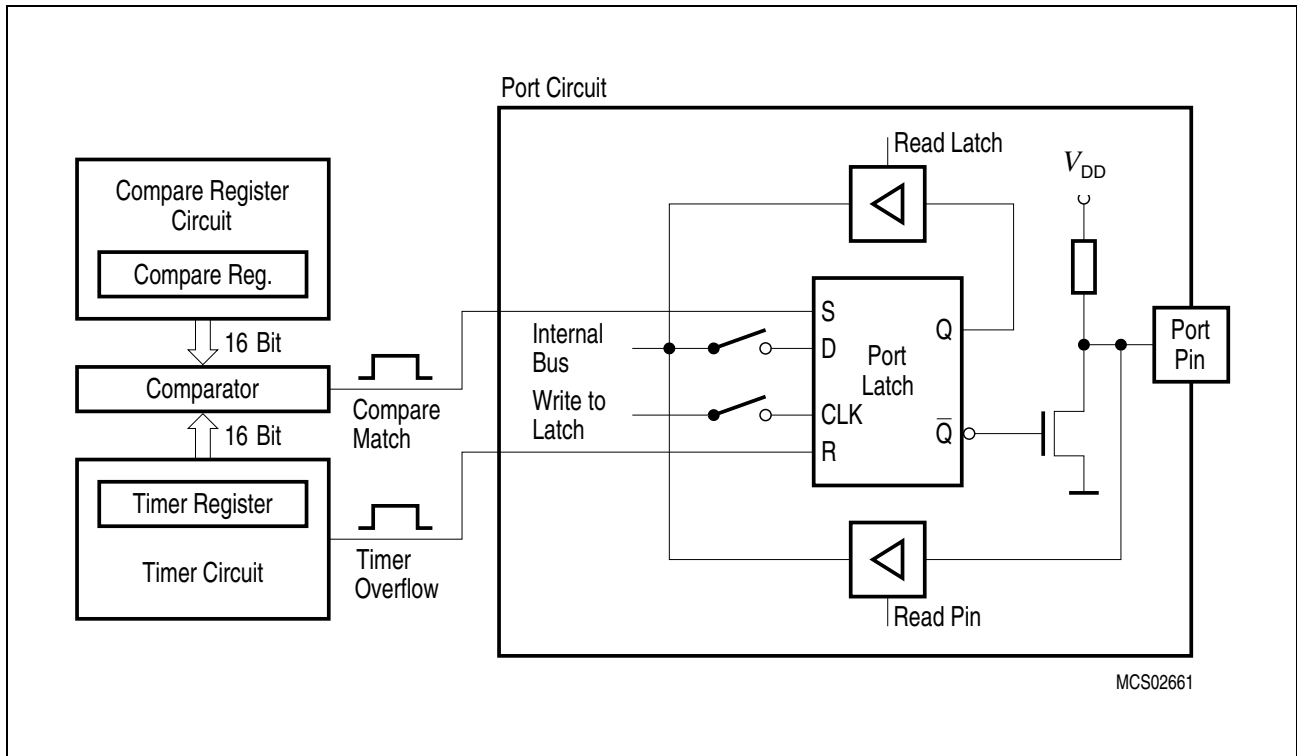 Port Circuit
Read Latch
V_DD
Compare Register
Circuit
Compare Reg.
16 Bit
Comparator
16 Bit
Timer Register
Timer Circuit
Compare
Match
Timer
Overflow
Internal
Bus
Write to
Latch
S
D
CLK
R
Port
Latch
Q
Q̅
Port
Pin
Read Pin
MCS02661